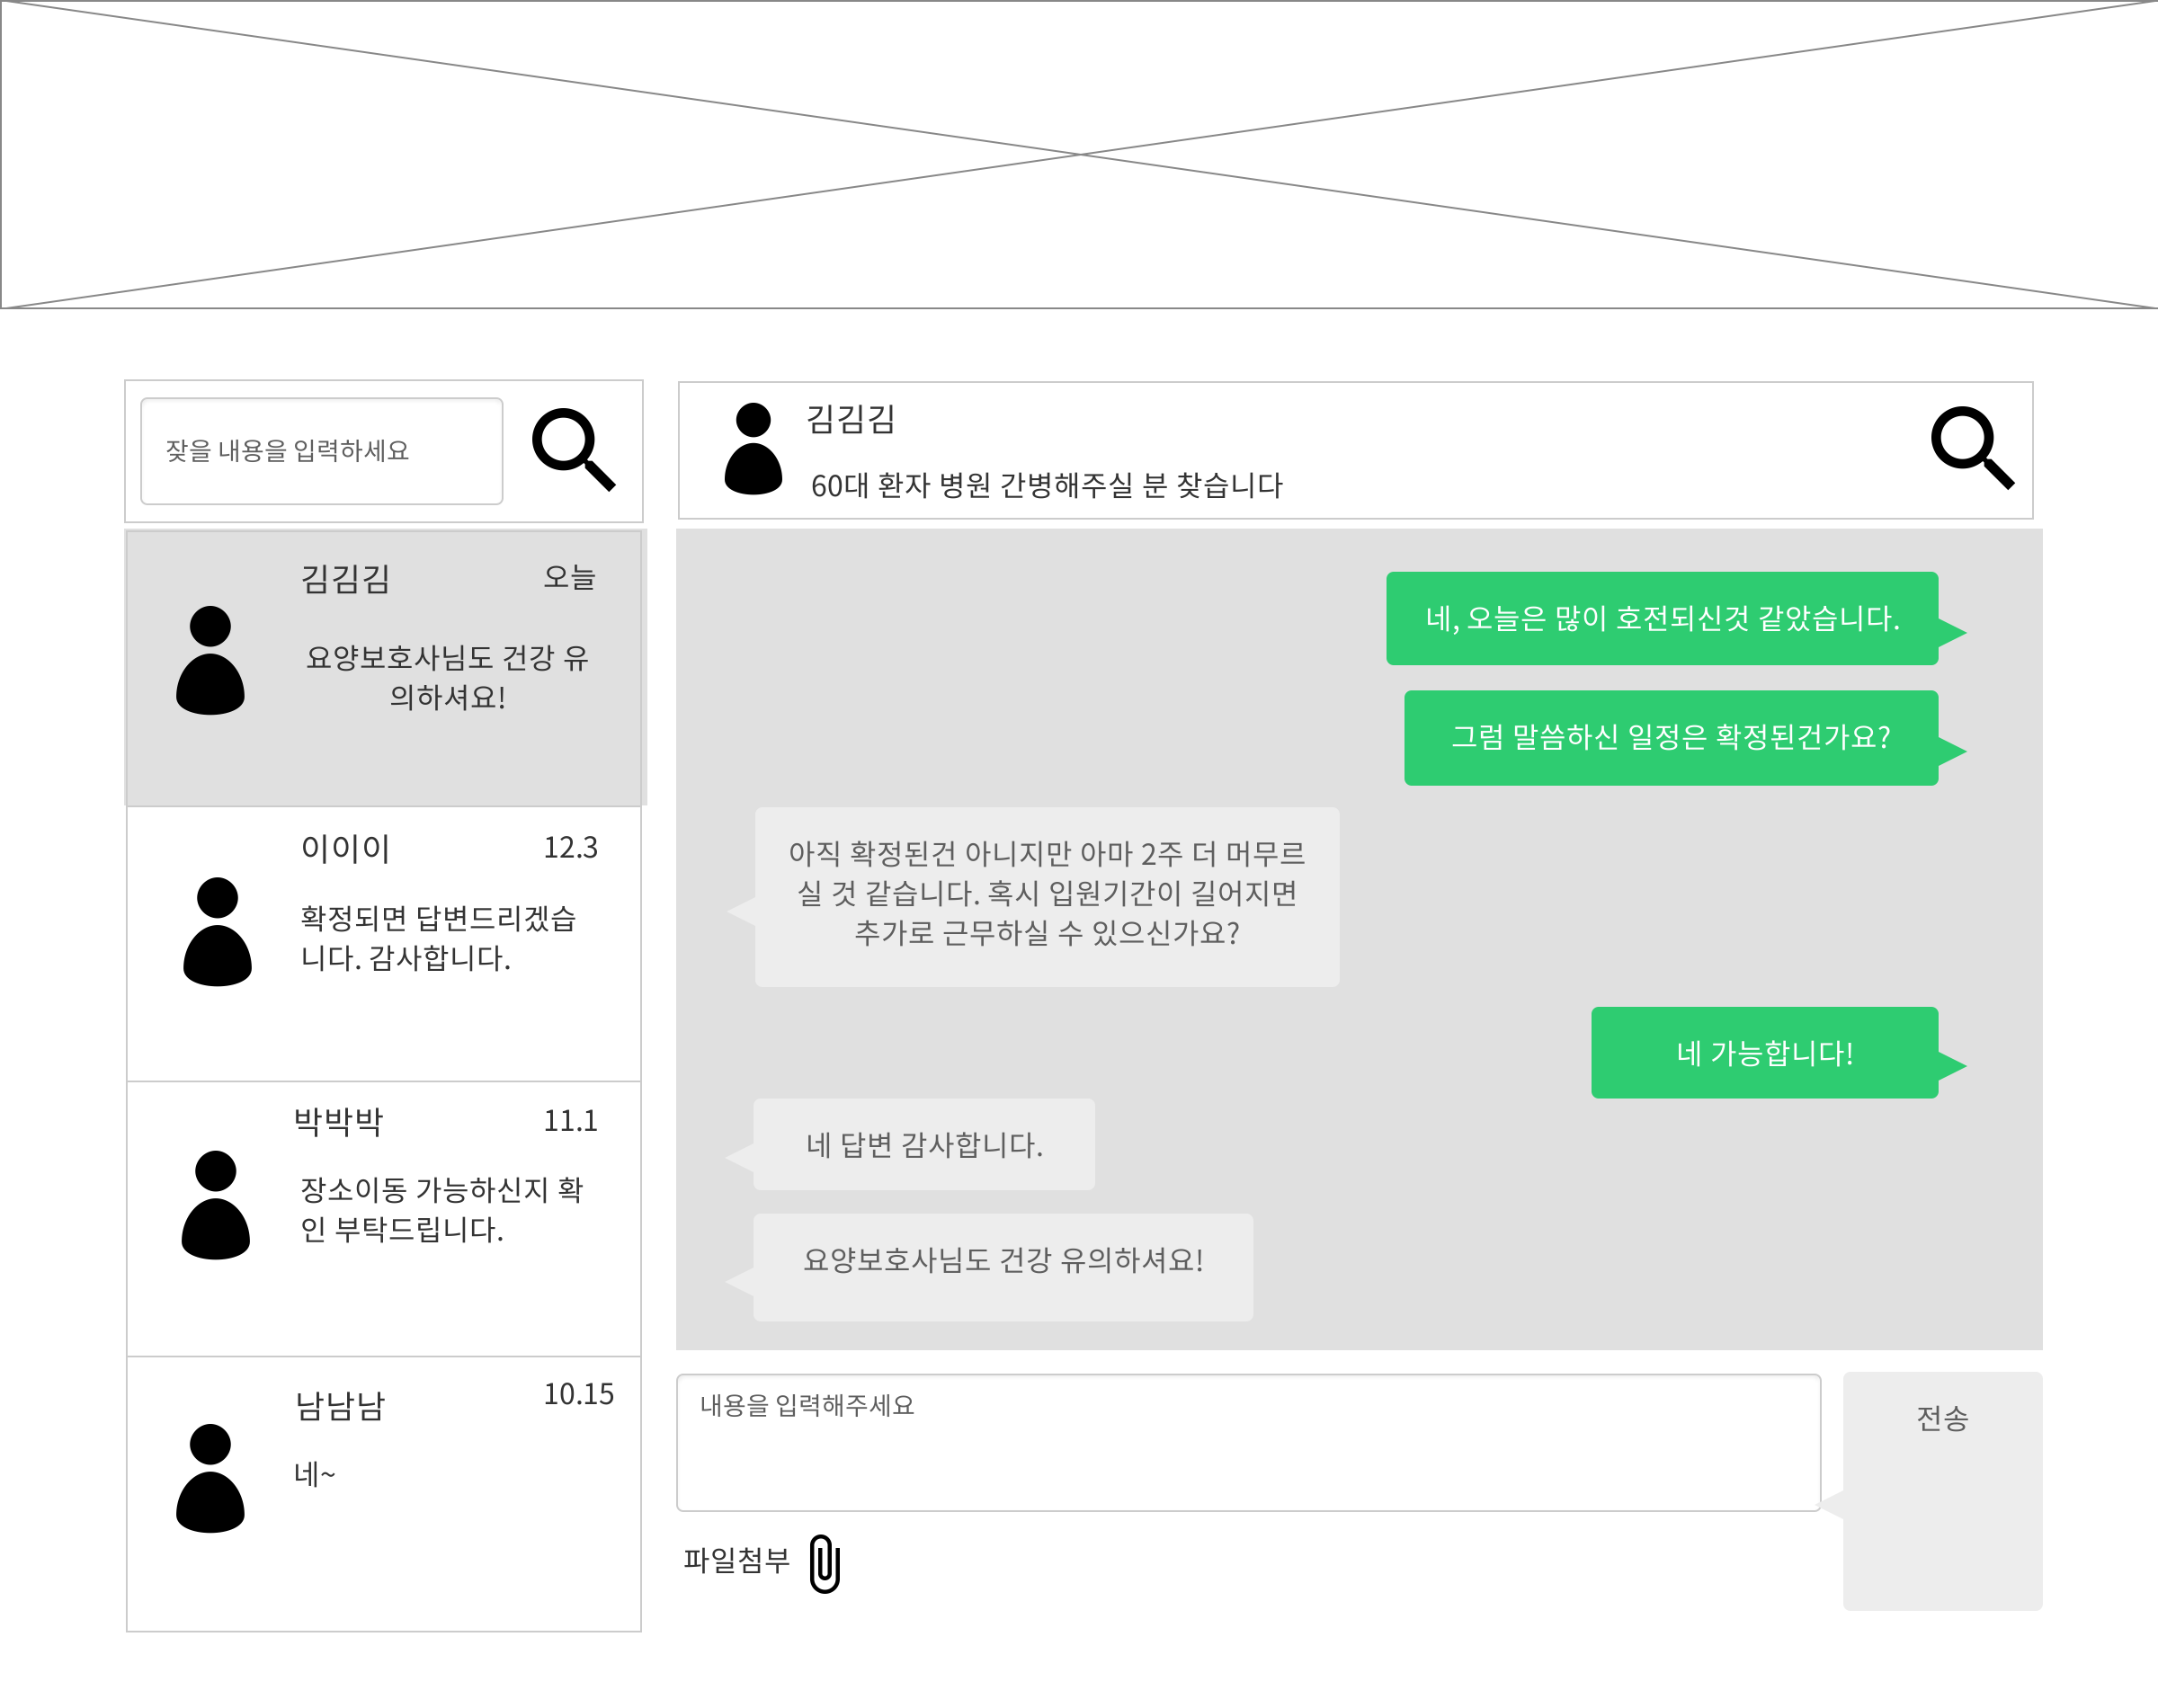 찾을 내용을 입력하세요
김김김
오늘
요양보호사님도 건강 유
의하셔요!
이이이
12.3
확정되면 답변드리겠습
니다. 감사합니다.
박박박
11.1
장소이동 가능하신지 확
인 부탁드립니다.
남남남
10.15
네~
김김김
60대 환자 병원 간병해주실 분 찾습니다
네, 오늘은 많이 호전되신것 같았습니다.
그럼 말씀하신 일정은 확정된건가요?
아직 확정된건 아니지만 아마 2주 더 머무르
실 것 같습니다. 혹시 입원기간이 길어지면
추가로 근무하실 수 있으신가요?
네 가능합니다!
네 답변 감사합니다.
요양보호사님도 건강 유의하셔요!
내용을 입력해주세요
전송
파일첨부